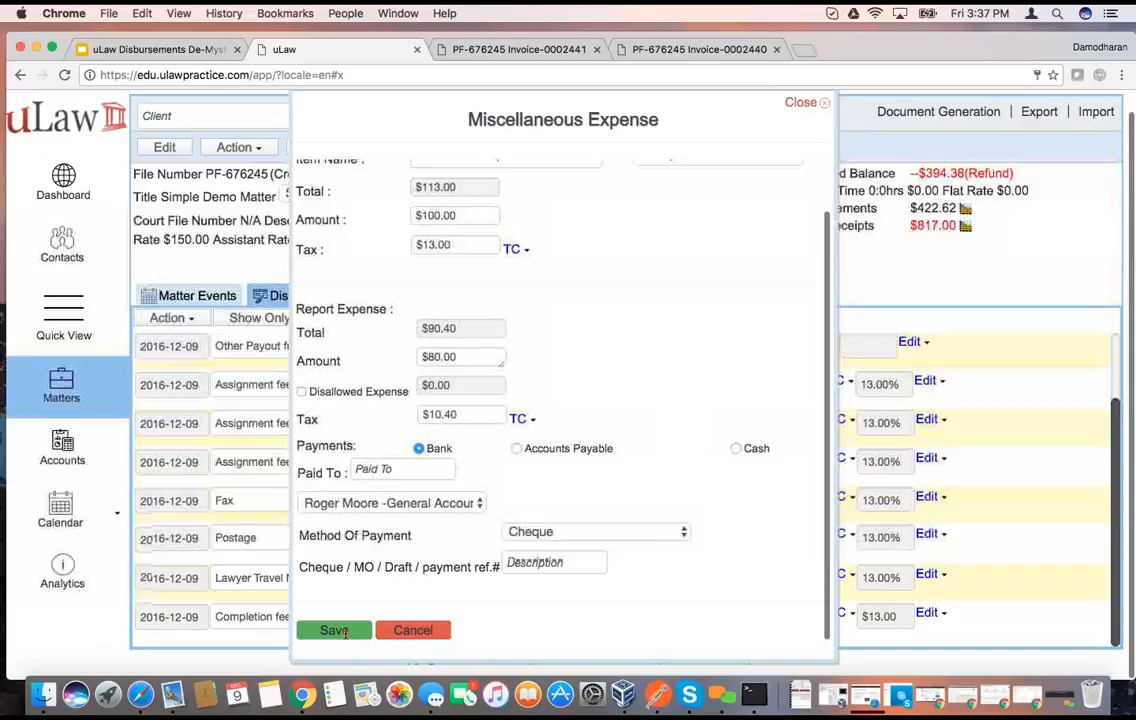 Chrome File Edit View History Bookmarks People Window Help Fri 3:37 PM
uLaw Disbursements De-Myst
uLaw
PF-676245 Invoice-0002441
PF-676245 Invoice-0002440
Damodharan
https://edu.ulawpractice.com/app/?locale=en#x
uLaw
Client
Close
Document Generation | Export | Import
Miscellaneous Expense
Edit
Action
Dashboard
Contacts
Quick View
Matters
Accounts
Calendar
Analytics
File Number PF-676245 (Cr
Title Simple Demo Matter
Court File Number N/A Des
Rate $150.00 Assistant Rat
d Balance --$394.38(Refund)
Time 0:0hrs $0.00 Flat Rate $0.00
ements $422.62
eceipts $817.00
Matter Events
Dis
Action
Show Only
2016-12-09 Other Payout f
2016-12-09 Assignment fee
2016-12-09 Assignment fee
2016-12-09 Assignment fee
2016-12-09 Fax
2016-12-09 Postage
2016-12-09 Lawyer Travel
2016-12-09 Completion fee
Item Name
Total : $113.00
Amount : $100.00
Tax : $13.00 TC
Report Expense :
Total $90.40
Amount $80.00
Disallowed Expense $0.00
Tax $10.40 TC
Payments: Bank Accounts Payable Cash
Paid To : Paid To
Roger Moore -General Accour
Method Of Payment Cheque
Cheque / MO / Draft / payment ref.# Description
Save Cancel
Edit
C 13.00% Edit
C 13.00% Edit
C 13.00% Edit
C 13.00% Edit
C 13.00% Edit
C 13.00% Edit
C $13.00 Edit
9